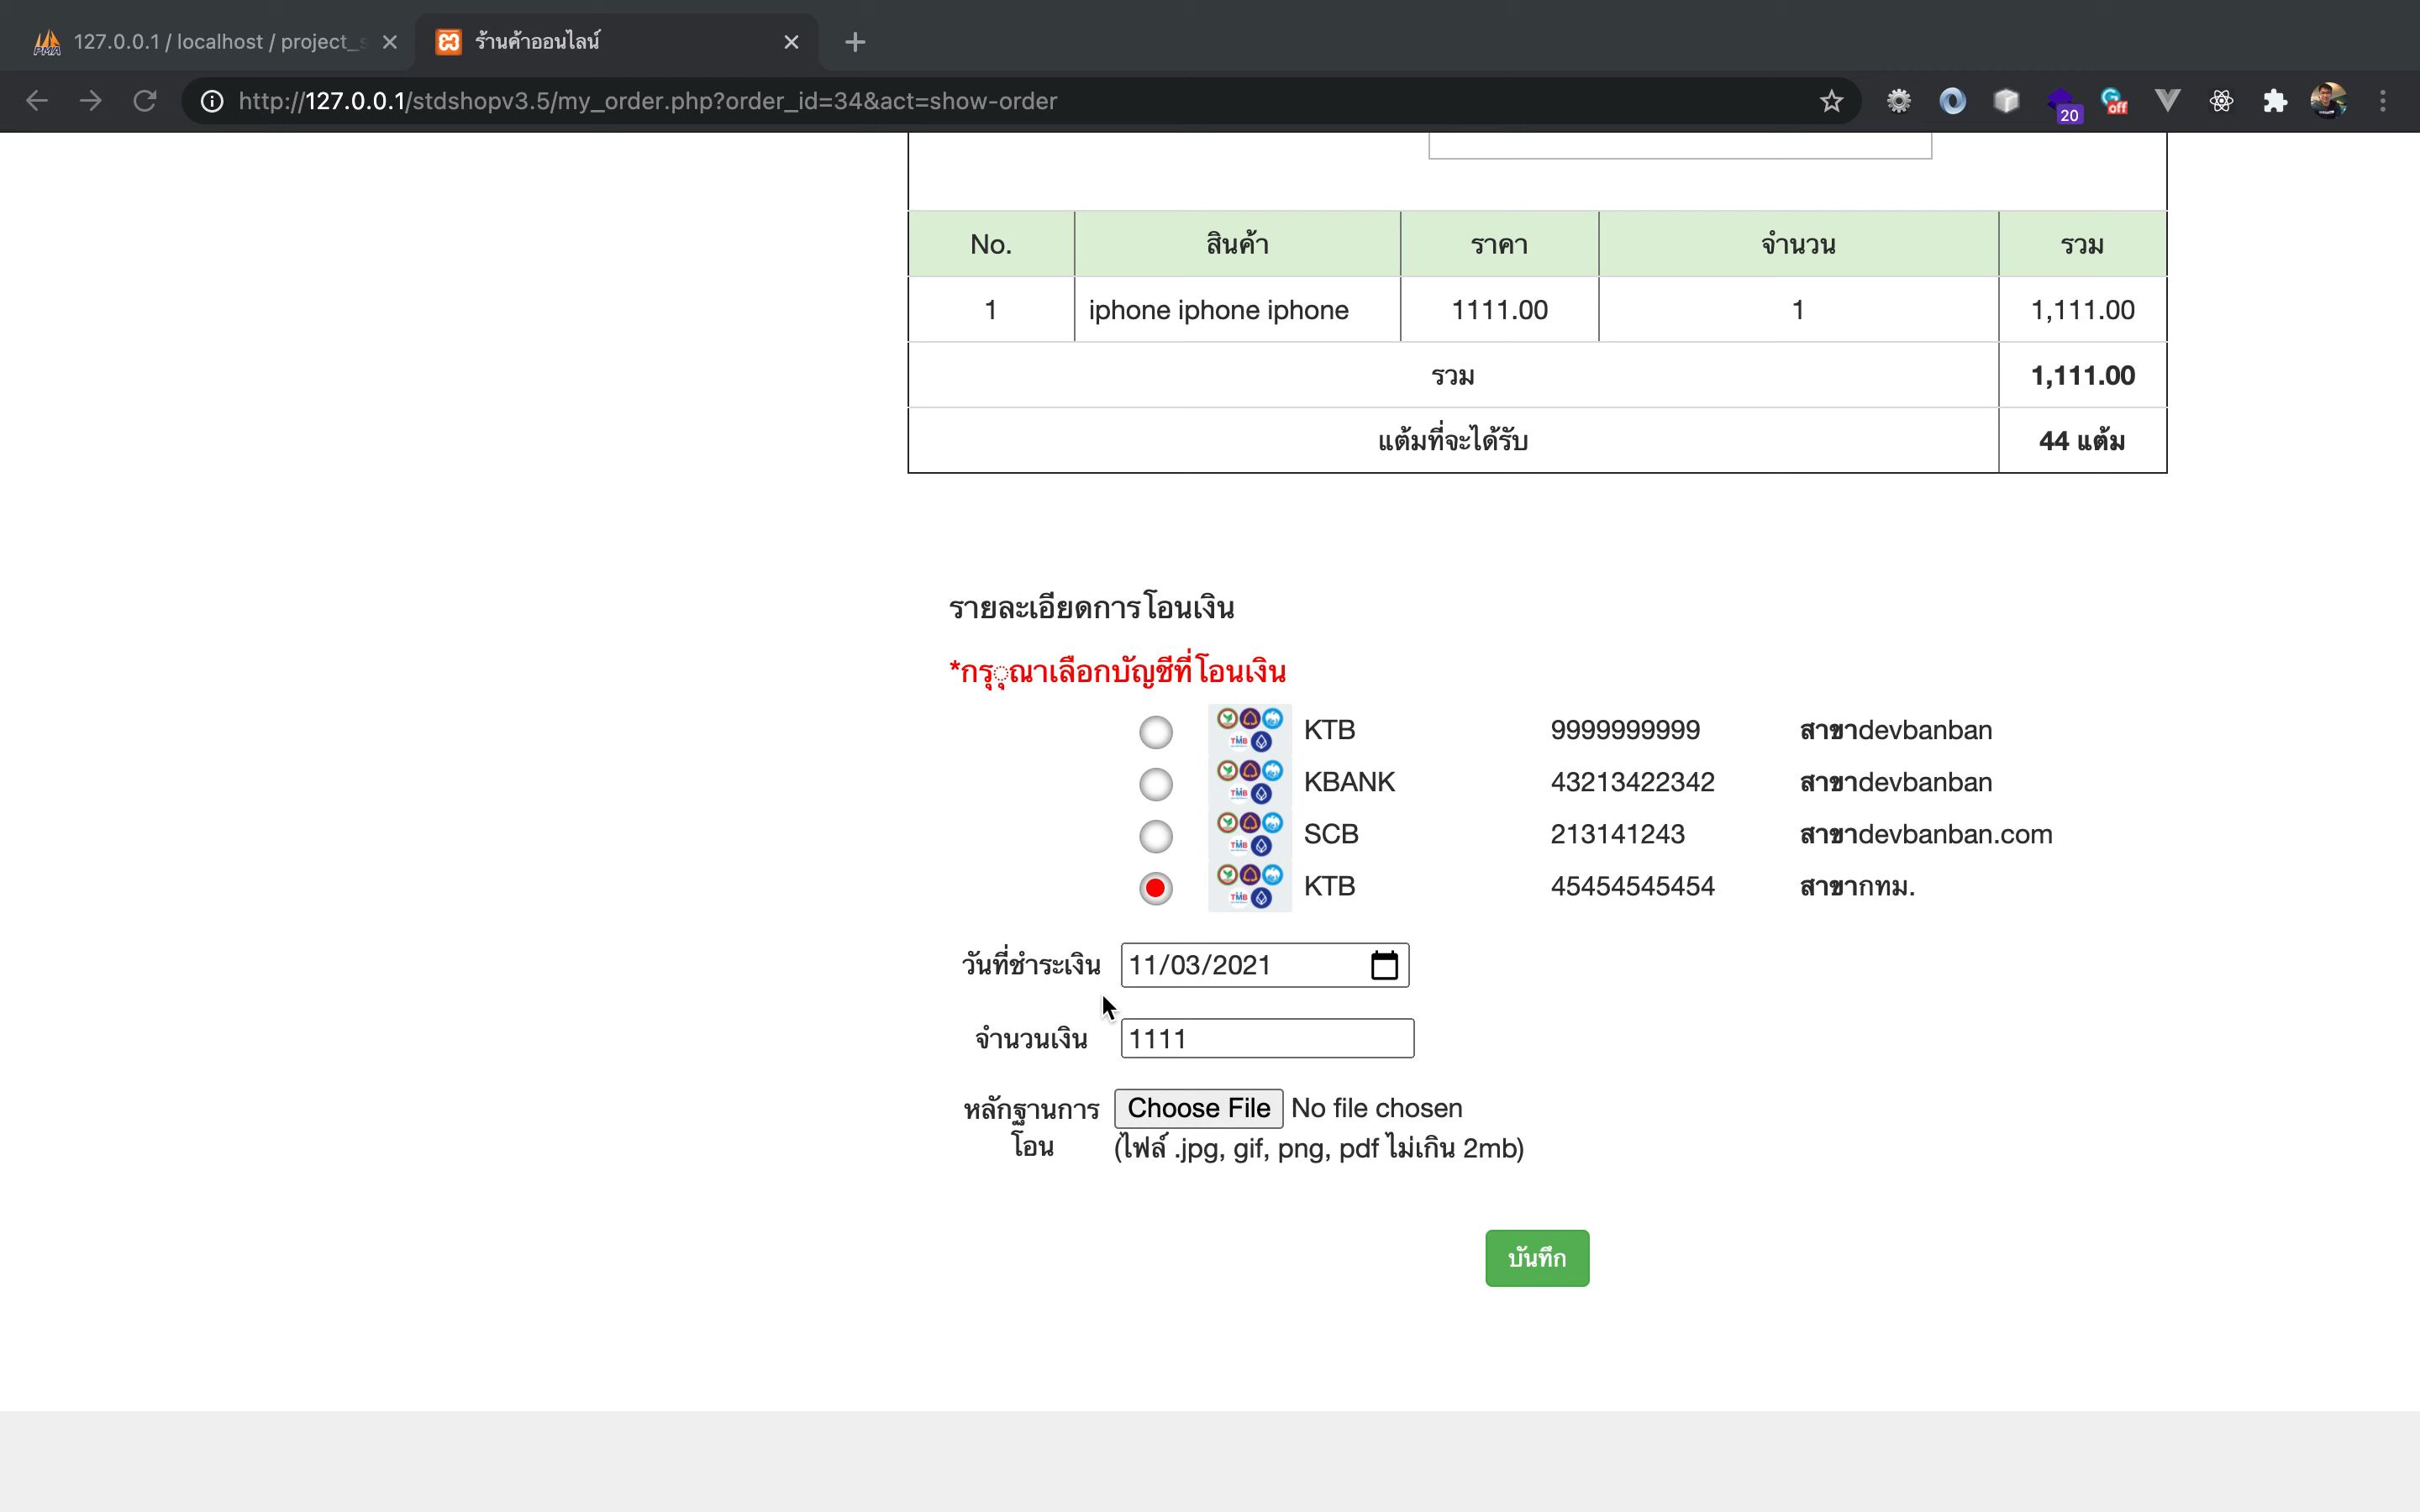 127.0.0.1 / localhost / project_s
ร้านค้าออนไลน์
http://127.0.0.1/stdshopv3.5/my_order.php?order_id=34&act=show-order
20
off
No. สินค้า ราคา จำนวน รวม
1 iphone iphone iphone 1111.00 1 1,111.00
รวม 1,111.00
แต้มที่จะได้รับ 44 แต้ม
รายละเอียดการโอนเงิน
*กรุุณาเลือกบัญชีที่โอนเงิน
TMB KTB 9999999999 สาขาdevbanban
TMB KBANK 43213422342 สาขาdevbanban
TMB SCB 213141243 สาขาdevbanban.com
TMB KTB 45454545454 สาขากทม.
วันที่ชำระเงิน 11/03/2021
จำนวนเงิน 1111
หลักฐานการ Choose File No file chosen
โอน (ไฟล์ .jpg, gif, png, pdf ไม่เกิน 2mb)
บันทึก